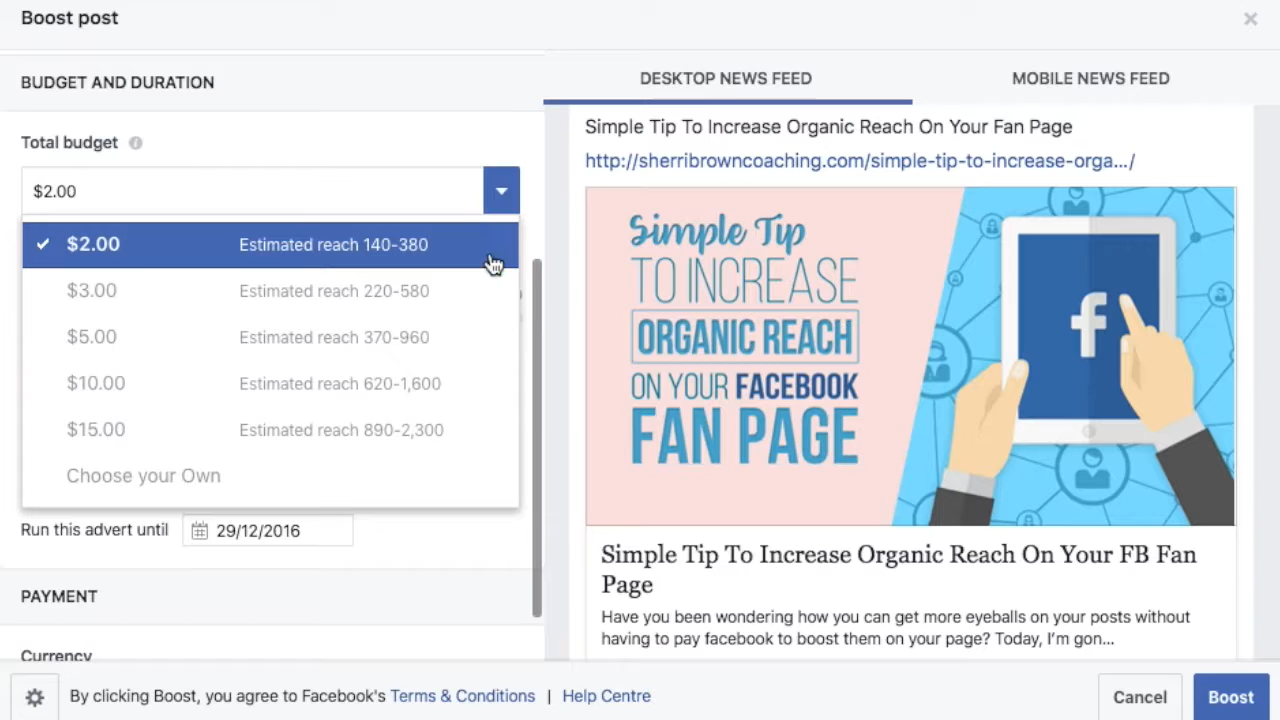 Boost post
×
BUDGET AND DURATION
Total budget
$2.00
$2.00 Estimated reach 140-380
$3.00 Estimated reach 220-580
$5.00 Estimated reach 370-960
$10.00 Estimated reach 620-1,600
$15.00 Estimated reach 890-2,300
Choose your Own
Run this advert until 29/12/2016
PAYMENT
Currency
DESKTOP NEWS FEED MOBILE NEWS FEED
Simple Tip To Increase Organic Reach On Your Fan Page
http://sherribrowncoaching.com/simple-tip-to-increase-orga.../
Simple Tip
TO INCREASE
ORGANIC REACH
ON YOUR FACEBOOK
FAN PAGE
f
Simple Tip To Increase Organic Reach On Your FB Fan
Page
Have you been wondering how you can get more eyeballs on your posts without
having to pay facebook to boost them on your page? Today, I'm gon...
By clicking Boost, you agree to Facebook's Terms & Conditions | Help Centre
Cancel Boost